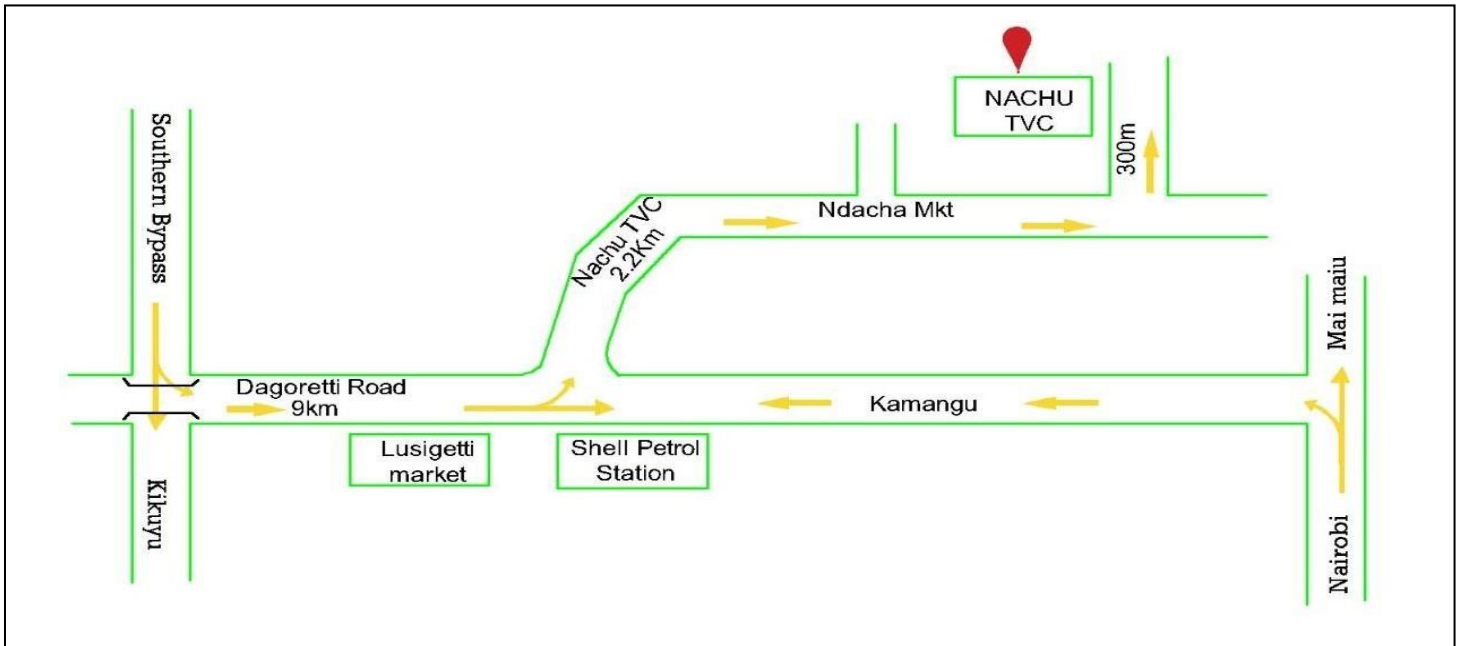 NACHU
TVC
Southern Bypass
300m
Nachu TVC
2.2Km
Ndacha Mkt
Mai maiu
Dagoretti Road
9km
Kamangu
Lusigetti
market
Shell Petrol
Station
Kikuyu
Nairobi